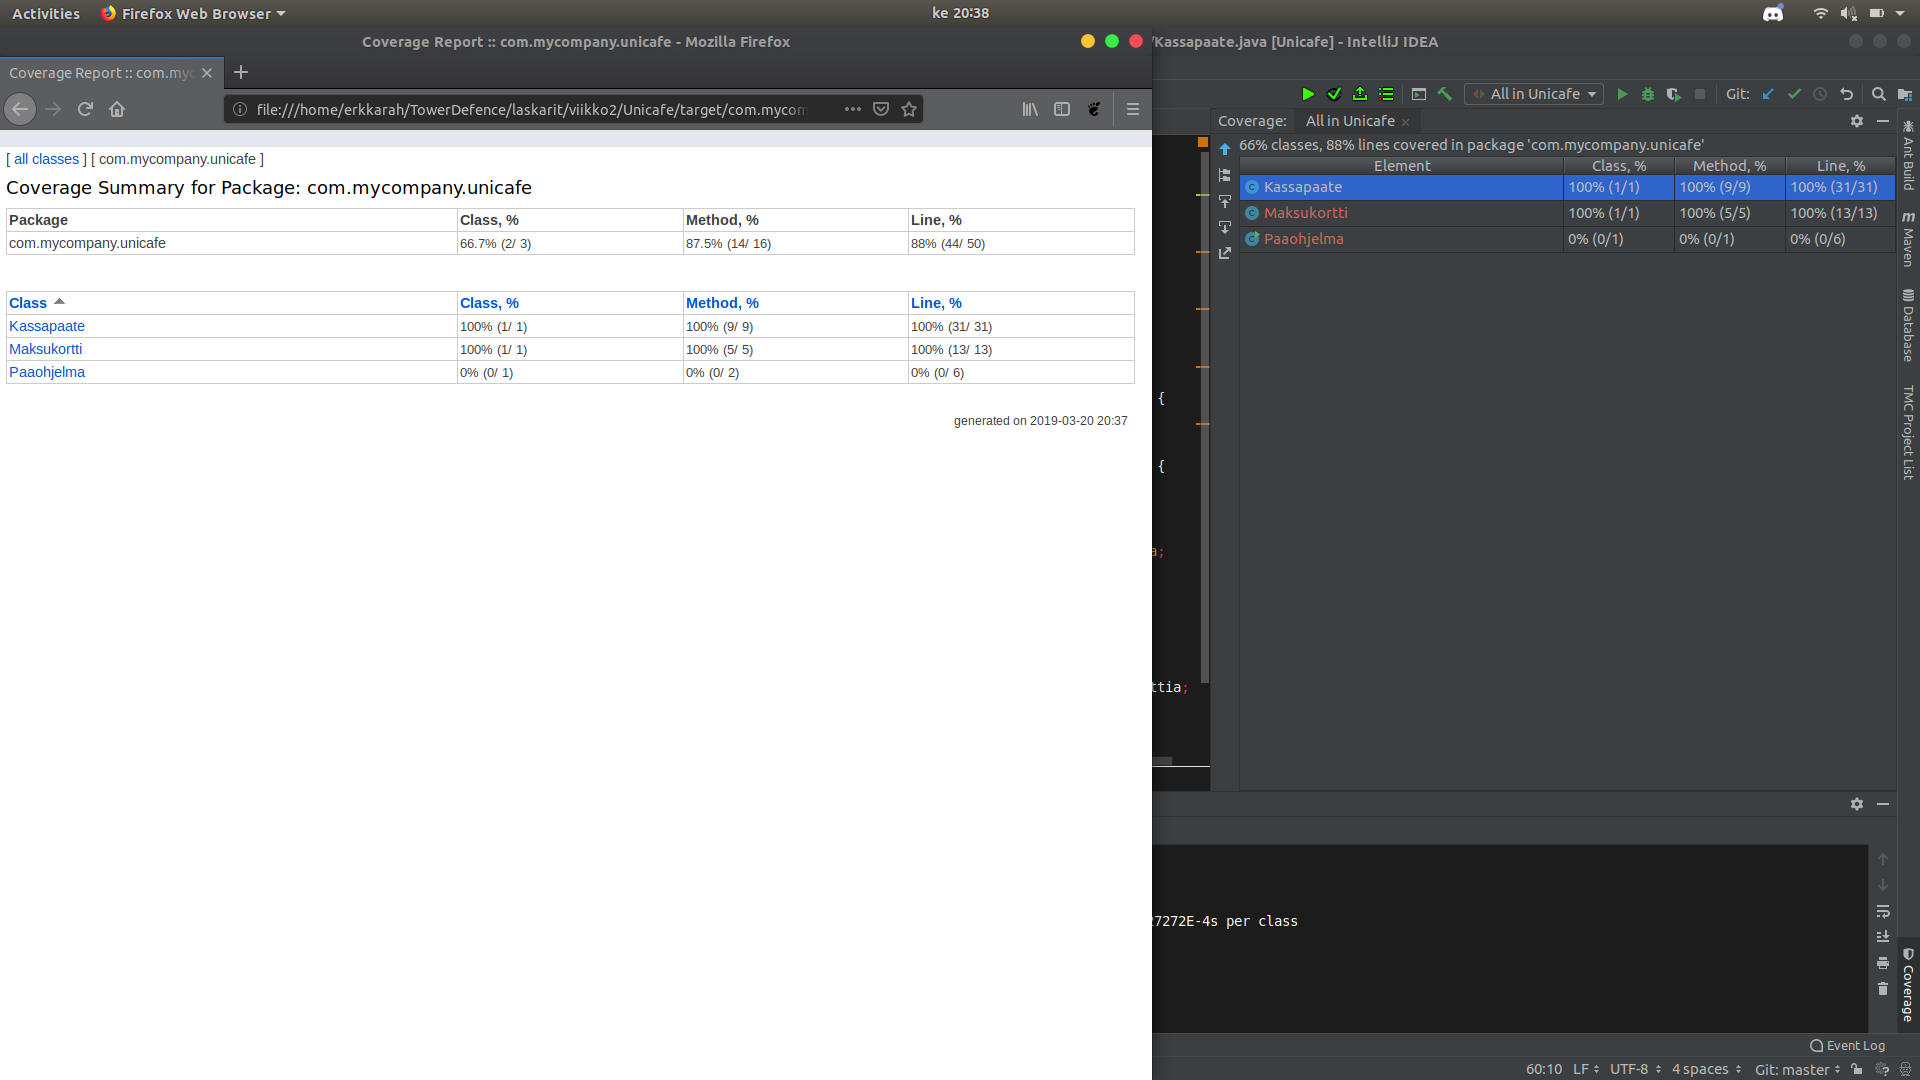 Activities Firefox Web Browser ke 20:38
Coverage Report :: com.mycompany.unicafe - Mozilla Firefox
Coverage Report :: com.myc
file:///home/erkkarah/TowerDefence/laskarit/viikko2/Unicafe/target/com.mycom
[ all classes ] [ com.mycompany.unicafe ]
Coverage Summary for Package: com.mycompany.unicafe
Package Class, % Method, % Line, %
com.mycompany.unicafe 66.7% (2/ 3) 87.5% (14/ 16) 88% (44/ 50)
Class Class, % Method, % Line, %
Kassapaate 100% (1/ 1) 100% (9/ 9) 100% (31/ 31)
Maksukortti 100% (1/ 1) 100% (5/ 5) 100% (13/ 13)
Paaohjelma 0% (0/ 1) 0% (0/ 2) 0% (0/ 6)
generated on 2019-03-20 20:37
/Kassapaate.java [Unicafe] - IntelliJ IDEA
All in Unicafe Git:
Coverage: All in Unicafe
66% classes, 88% lines covered in package 'com.mycompany.unicafe'
Element Class, % Method, % Line, %
Kassapaate 100% (1/1) 100% (9/9) 100% (31/31)
Maksukortti 100% (1/1) 100% (5/5) 100% (13/13)
Paaohjelma 0% (0/1) 0% (0/1) 0% (0/6)
{
{
a;
ttia;
27272E-4s per class
Ant Build
Maven
Database
TMC Project List
Coverage
Event Log
60:10 LF UTF-8 4 spaces Git: master